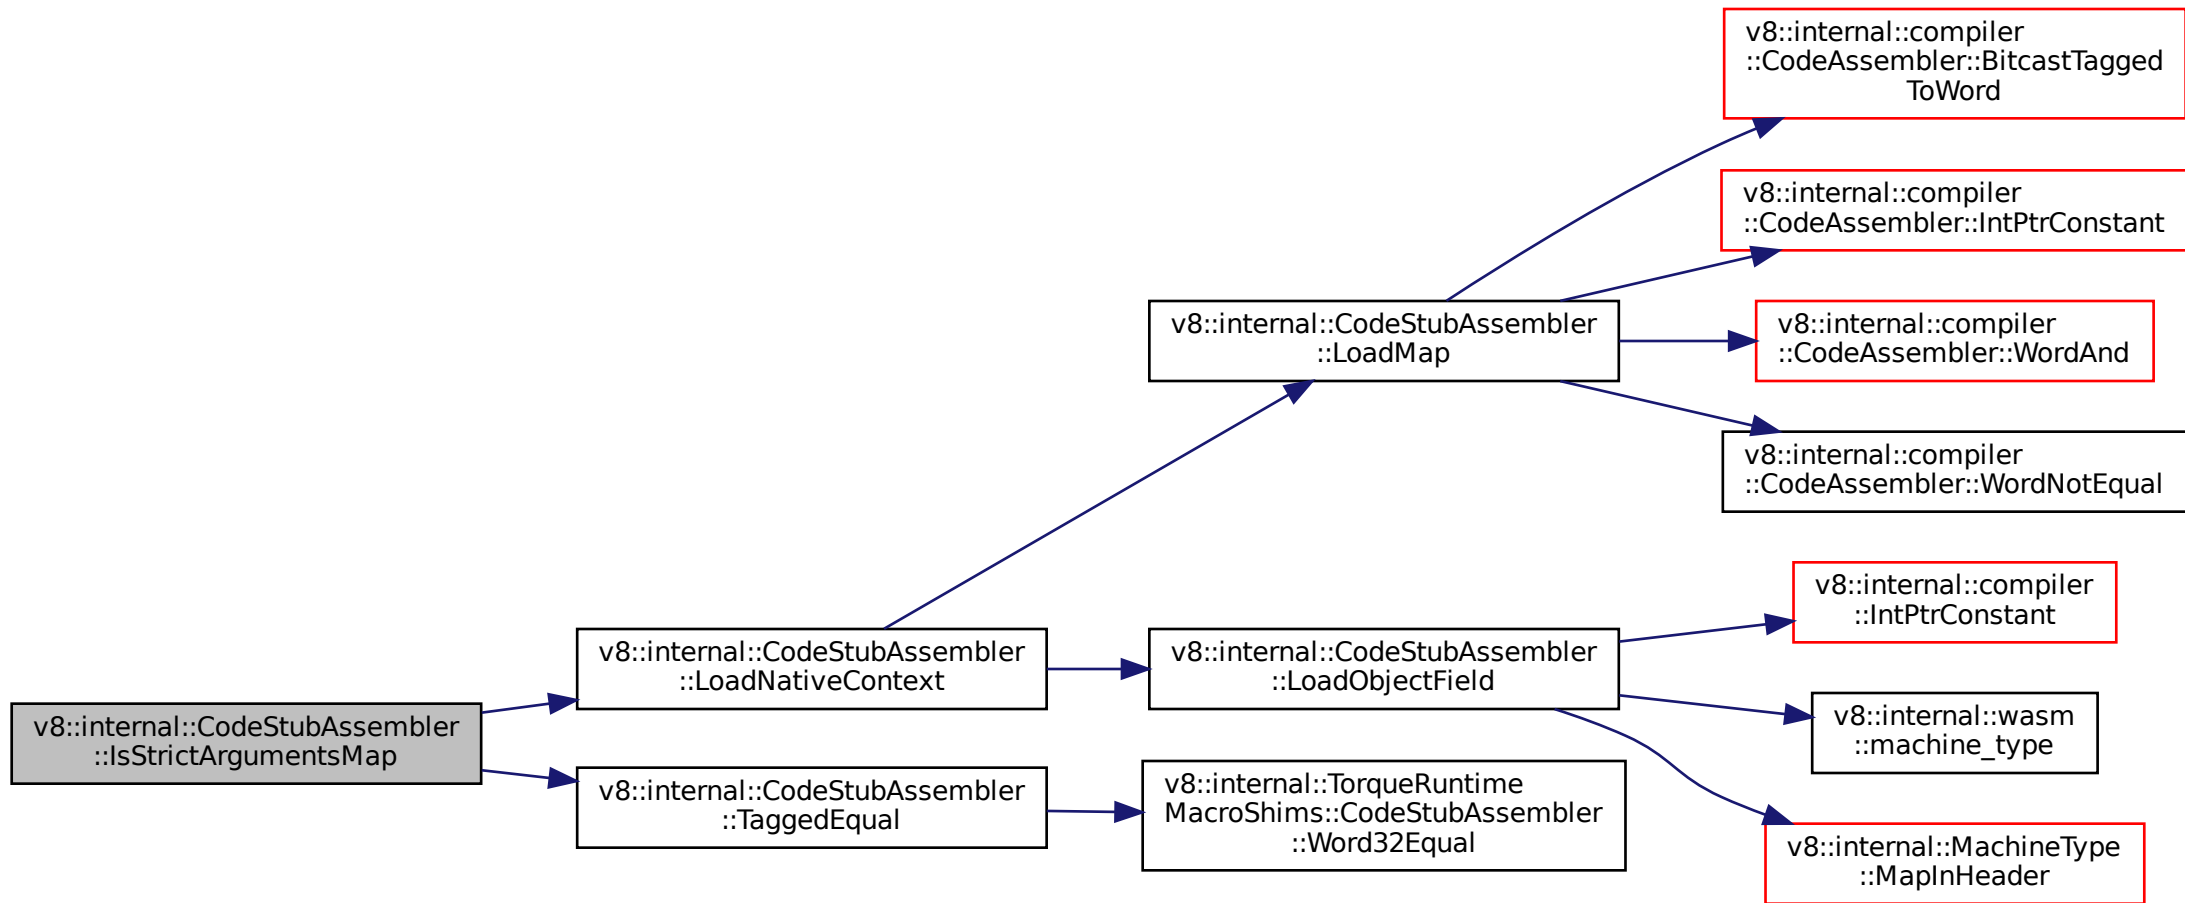 v8::internal::compiler
::CodeAssembler::BitcastTagged
ToWord
v8::internal::compiler
::CodeAssembler::IntPtrConstant
v8::internal::CodeStubAssembler
::LoadMap
v8::internal::compiler
::CodeAssembler::WordAnd
v8::internal::compiler
::CodeAssembler::WordNotEqual
v8::internal::compiler
::IntPtrConstant
v8::internal::CodeStubAssembler
::LoadNativeContext
v8::internal::CodeStubAssembler
::LoadObjectField
v8::internal::wasm
::machine_type
v8::internal::CodeStubAssembler
::IsStrictArgumentsMap
v8::internal::CodeStubAssembler
::TaggedEqual
v8::internal::TorqueRuntime
MacroShims::CodeStubAssembler
::Word32Equal
v8::internal::MachineType
::MapInHeader